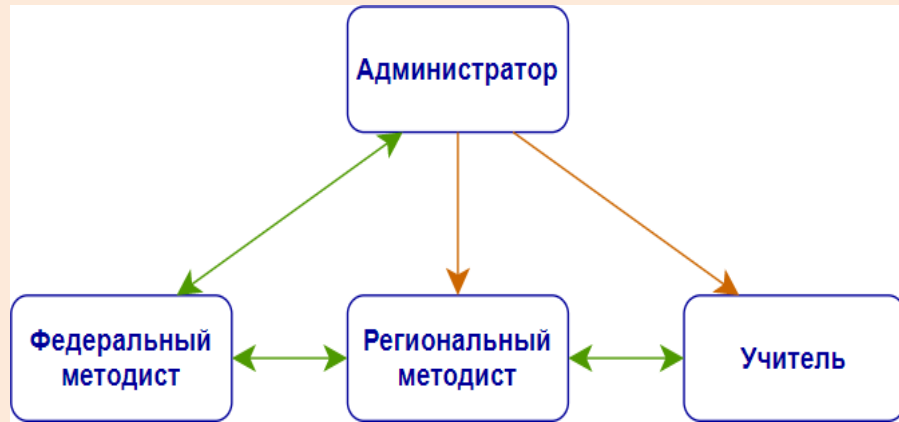 Администратор
Федеральный
методист
Региональный
методист
Учитель